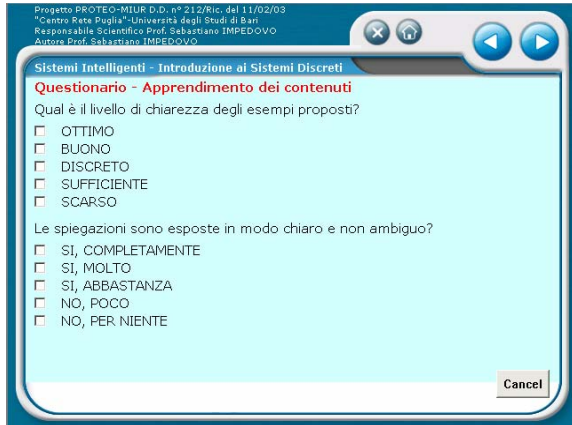 Progetto PROTEO-MIUR D.D. n° 212/Ric. del 11/02/03
"Centro Rete Puglia"-Università degli Studi di Bari
Responsabile Scientifico Prof. Sebastiano IMPEDOVO
Autore Prof. Sebastiano IMPEDOVO
Sistemi Intelligenti - Introduzione ai Sistemi Discreti
Questionario - Apprendimento dei contenuti
Qual è il livello di chiarezza degli esempi proposti?
OTTIMO
BUONO
DISCRETO
SUFFICIENTE
SCARSO
Le spiegazioni sono esposte in modo chiaro e non ambiguo?
SI, COMPLETAMENTE
SI, MOLTO
SI, ABBASTANZA
NO, POCO
NO, PER NIENTE
Cancel